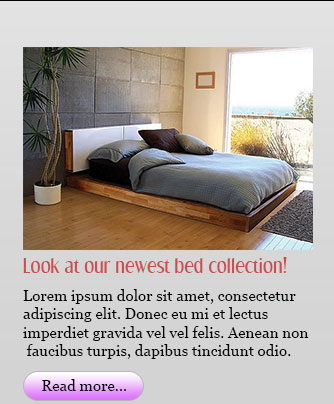 Look at our newest bed collection!
Lorem ipsum dolor sit amet, consectetur
adipiscing elit. Donec eu mi et lectus
imperdiet gravida vel vel felis. Aenean non
faucibus turpis, dapibus tincidunt odio.
Read more...